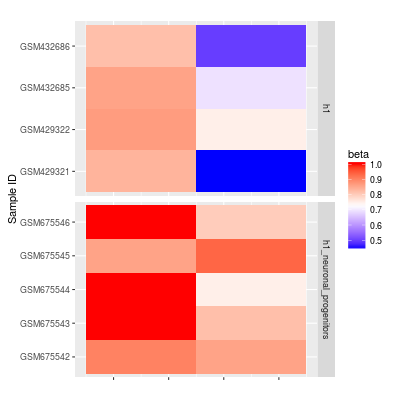 GSM432686
GSM432685
GSM429322
GSM429321
h1
GSM675546
GSM675545
GSM675544
GSM675543
GSM675542
h1_neuronal_progenitors
Sample ID
beta
1.0
0.9
0.8
0.7
0.6
0.5